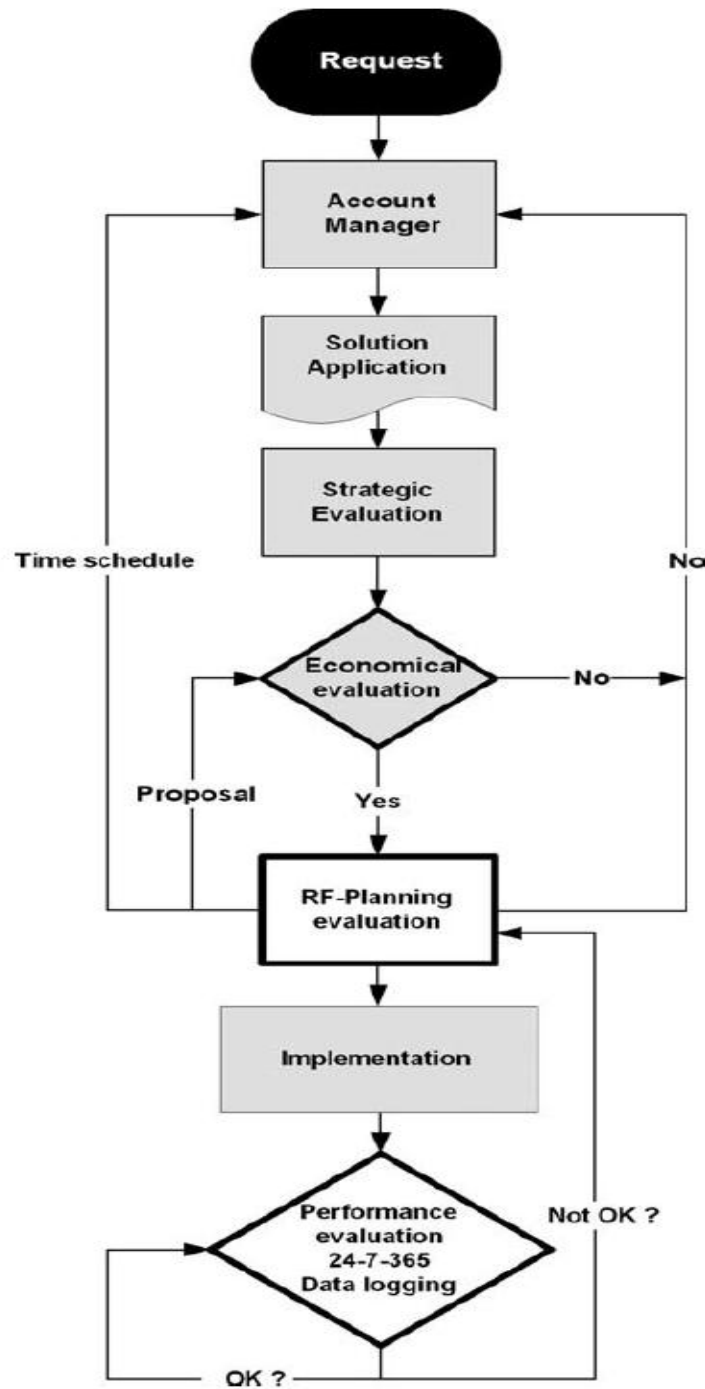 Request
Account
Manager
Solution
Application
Strategic
Evaluation
Time schedule
No
Economical
evaluation
No
Proposal
Yes
RF-Planning
evaluation
Implementation
Performance
evaluation
24-7-365
Data logging
Not OK ?
OK ?